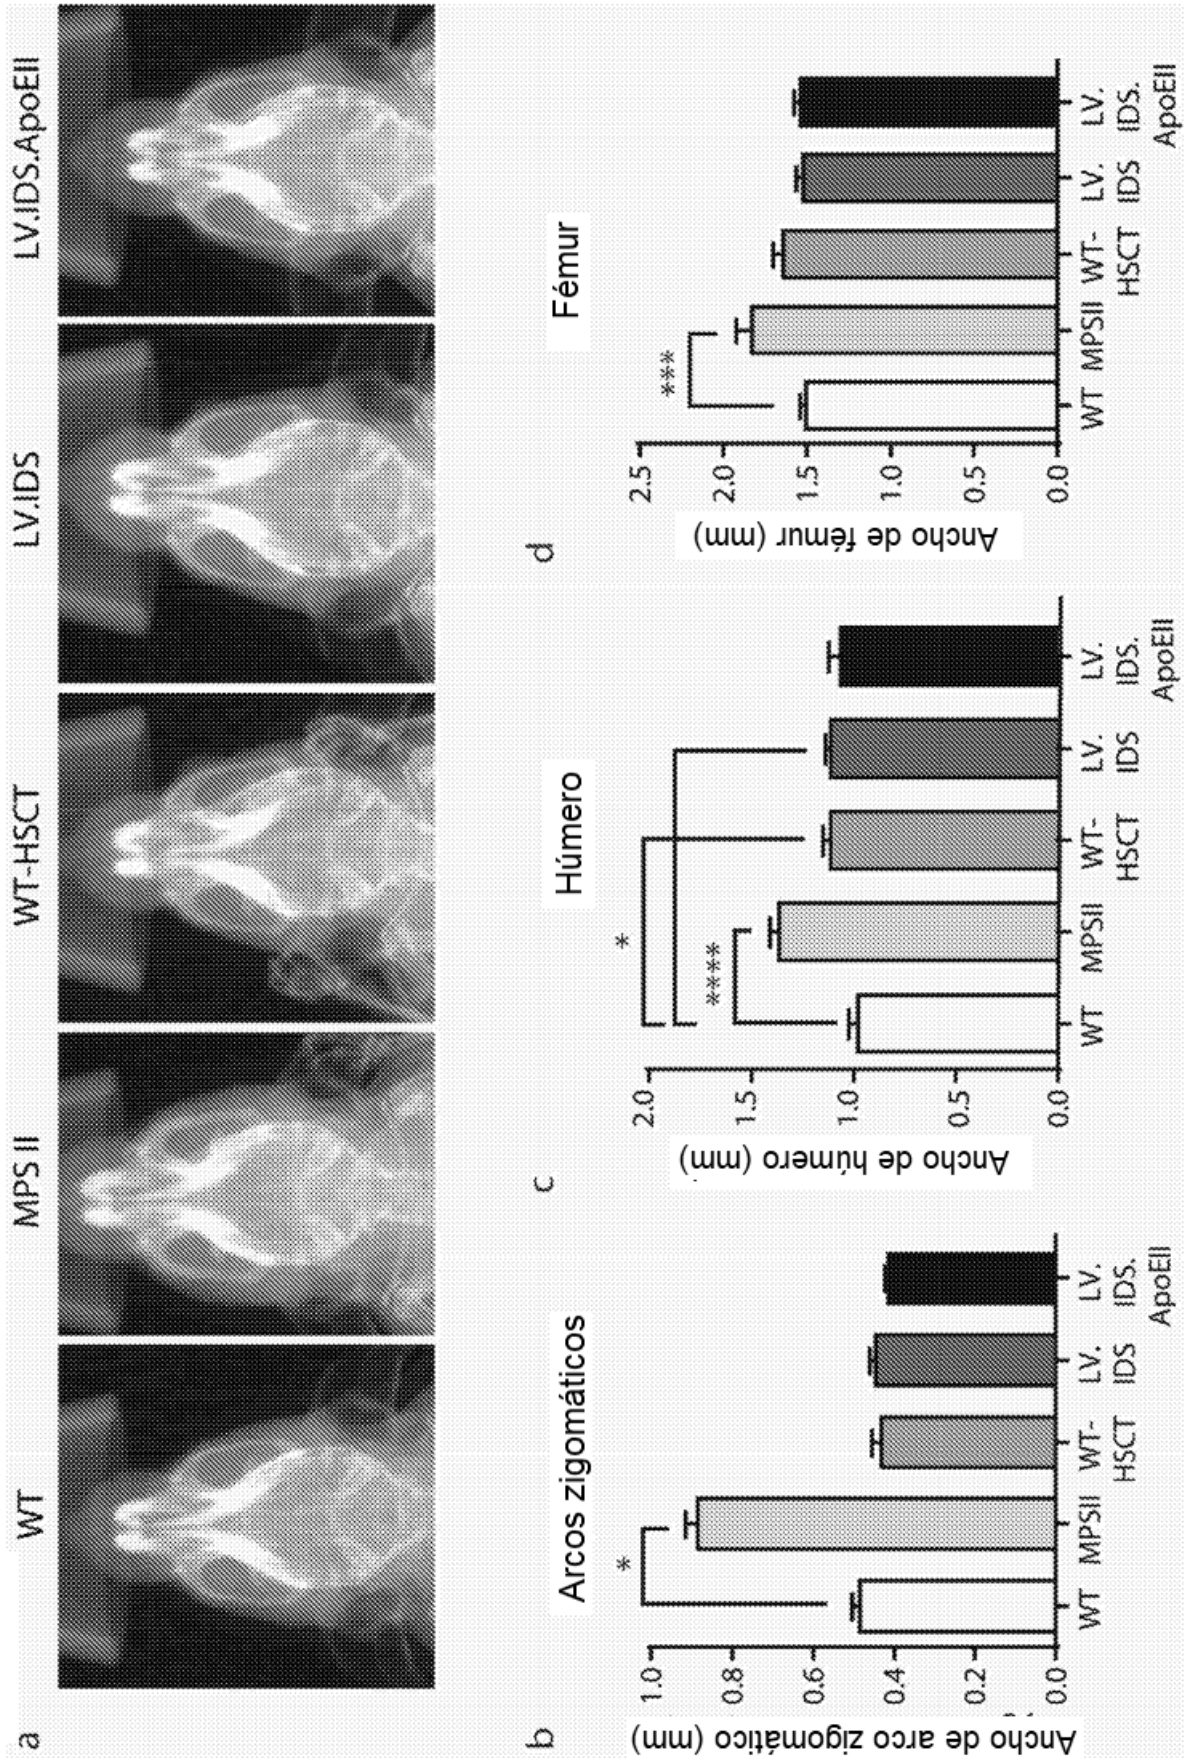 a
WT
MPS II
WT-HSCT
LV.IDS
LV.IDS.ApoEII
b
Arcos zigomáticos
Ancho de arco zigomático (mm)
1.0
0.8
0.6
0.4
0.2
0.0
*
WT
MPSII
WT-
HSCT
LV.
IDS
LV.
IDS.
ApoEII
c
Húmero
Ancho de húmero (mm)
2.0
1.5
1.0
0.5
0.0
*
****
WT
MPSII
WT-
HSCT
LV.
IDS
LV.
IDS.
ApoEII
d
Fémur
Ancho de fémur (mm)
2.5
2.0
1.5
1.0
0.5
0.0
***
WT
MPSII
WT-
HSCT
LV.
IDS
LV.
IDS.
ApoEII